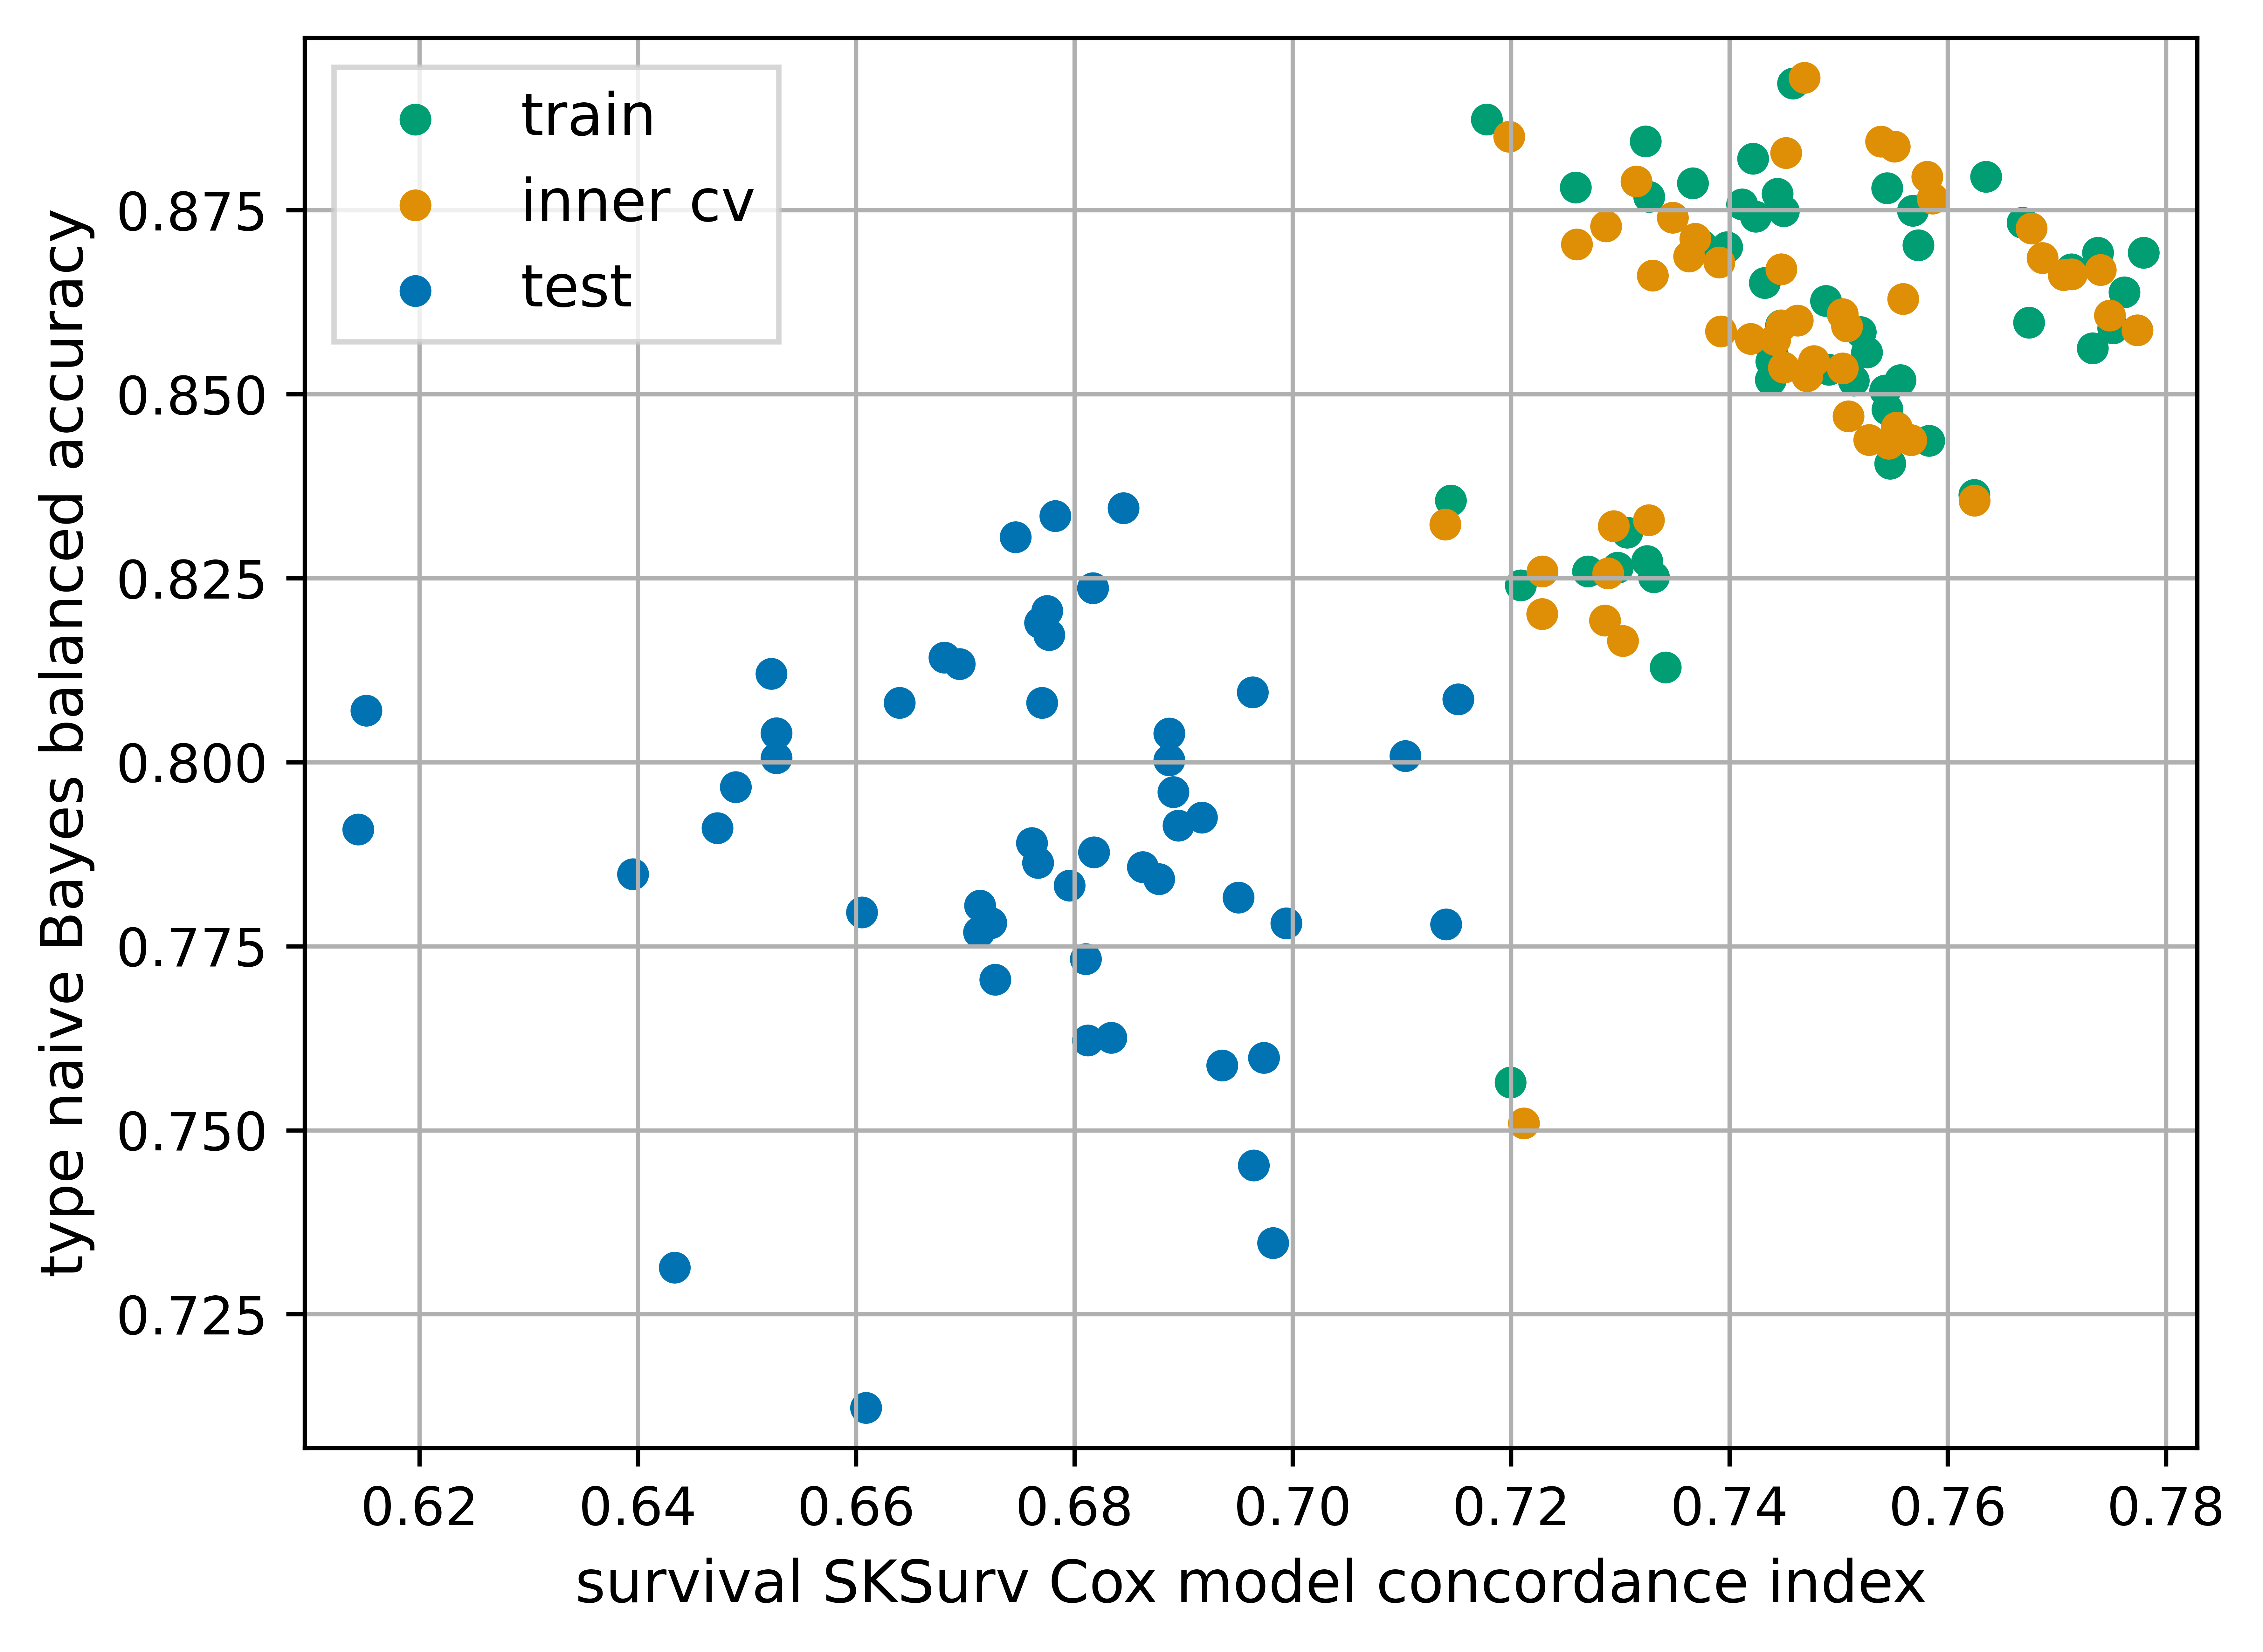 train
inner cv
test
type naive Bayes balanced accuracy
0.875
0.850
0.825
0.800
0.775
0.750
0.725
0.62 0.64 0.66 0.68 0.70 0.72 0.74 0.76 0.78
survival SKSurv Cox model concordance index